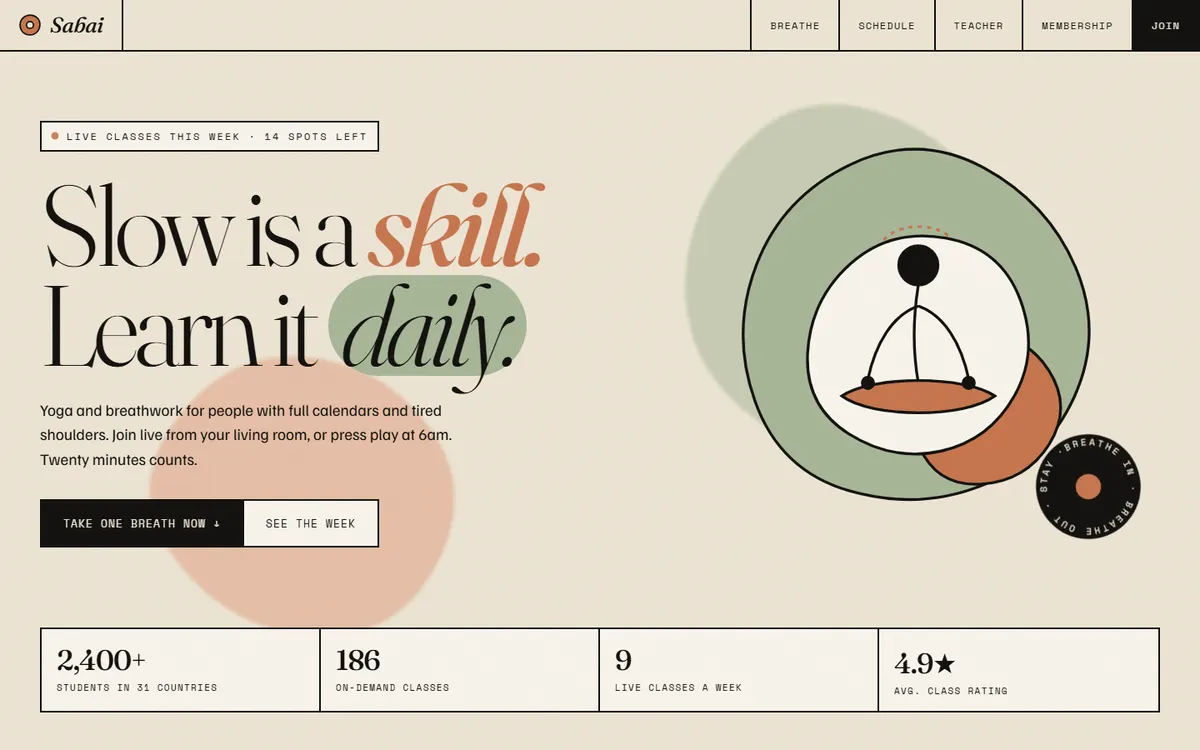 Sabai
BREATHE
SCHEDULE
TEACHER
MEMBERSHIP
JOIN
LIVE CLASSES THIS WEEK · 14 SPOTS LEFT
Slow is a skill.
Learn it daily.
Yoga and breathwork for people with full calendars and tired
shoulders. Join live from your living room, or press play at 6am.
Twenty minutes counts.
TAKE ONE BREATH NOW ↓
SEE THE WEEK
BREATHE IN · BREATHE OUT · STAY ·
2,400+
STUDENTS IN 31 COUNTRIES
186
ON-DEMAND CLASSES
9
LIVE CLASSES A WEEK
4.9★
AVG. CLASS RATING